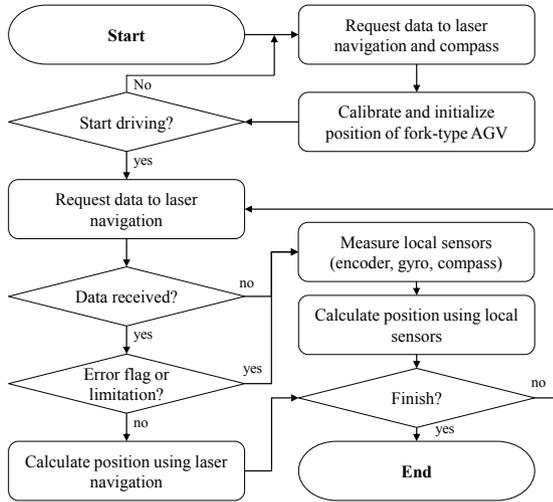 Start
Request data to laser
navigation and compass
No
Start driving?
Calibrate and initialize
position of fork-type AGV
yes
Request data to laser
navigation
Measure local sensors
(encoder, gyro, compass)
Data received?
no
yes
Calculate position using local
sensors
Error flag or
limitation?
yes
no
Finish?
no
yes
Calculate position using laser
navigation
End